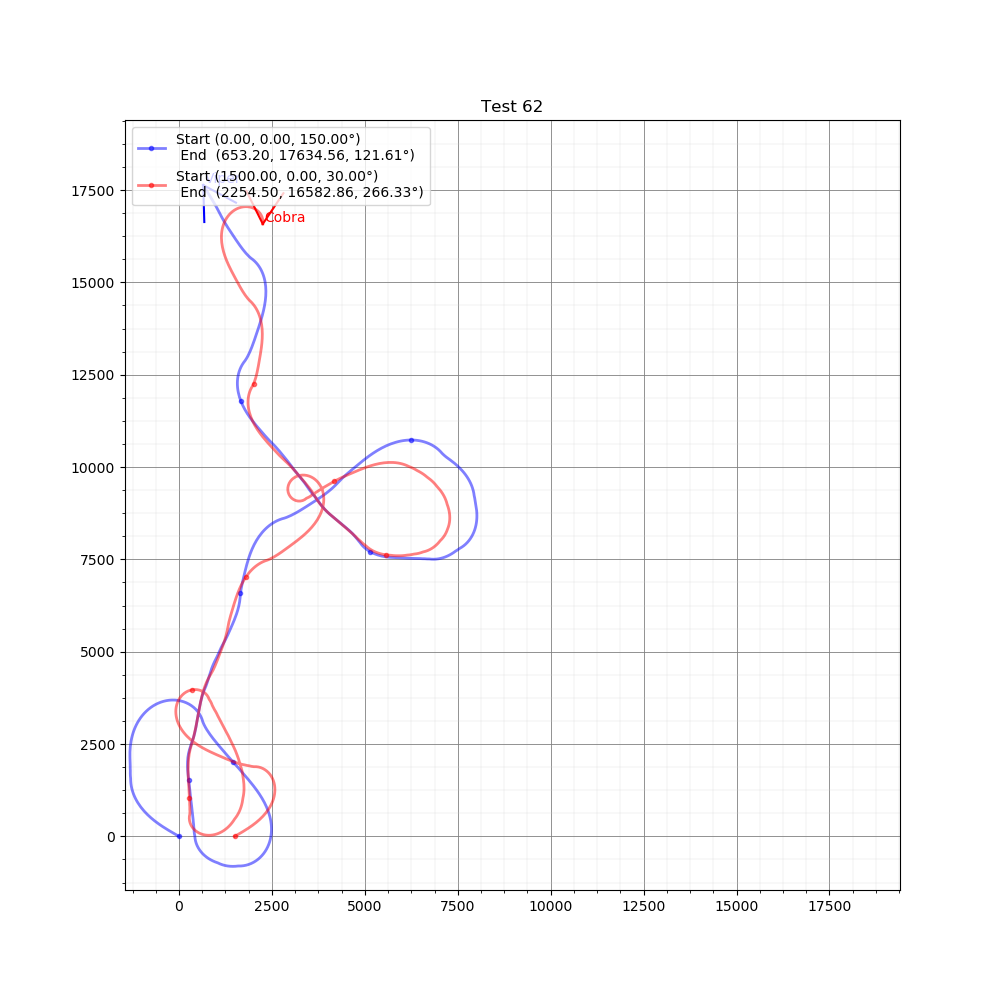 Test 62
Start (0.00, 0.00, 150.00°)
End (653.20, 17634.56, 121.61°)
Start (1500.00, 0.00, 30.00°)
End (2254.50, 16582.86, 266.33°)
Cobra
17500
15000
12500
10000
7500
5000
2500
0
0 2500 5000 7500 10000 12500 15000 17500